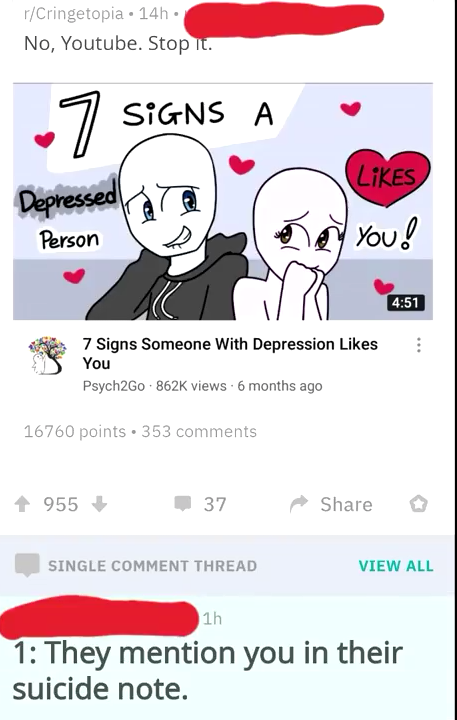 r/Cringetopia • 14h •
No, Youtube. Stop it.
7 SiGNS A
Depressed
Person
LiKES
YOU!
4:51
7 Signs Someone With Depression Likes
You
Psych2Go · 862K views · 6 months ago
16760 points • 353 comments
955
37
Share
SINGLE COMMENT THREAD
VIEW ALL
1h
1: They mention you in their
suicide note.